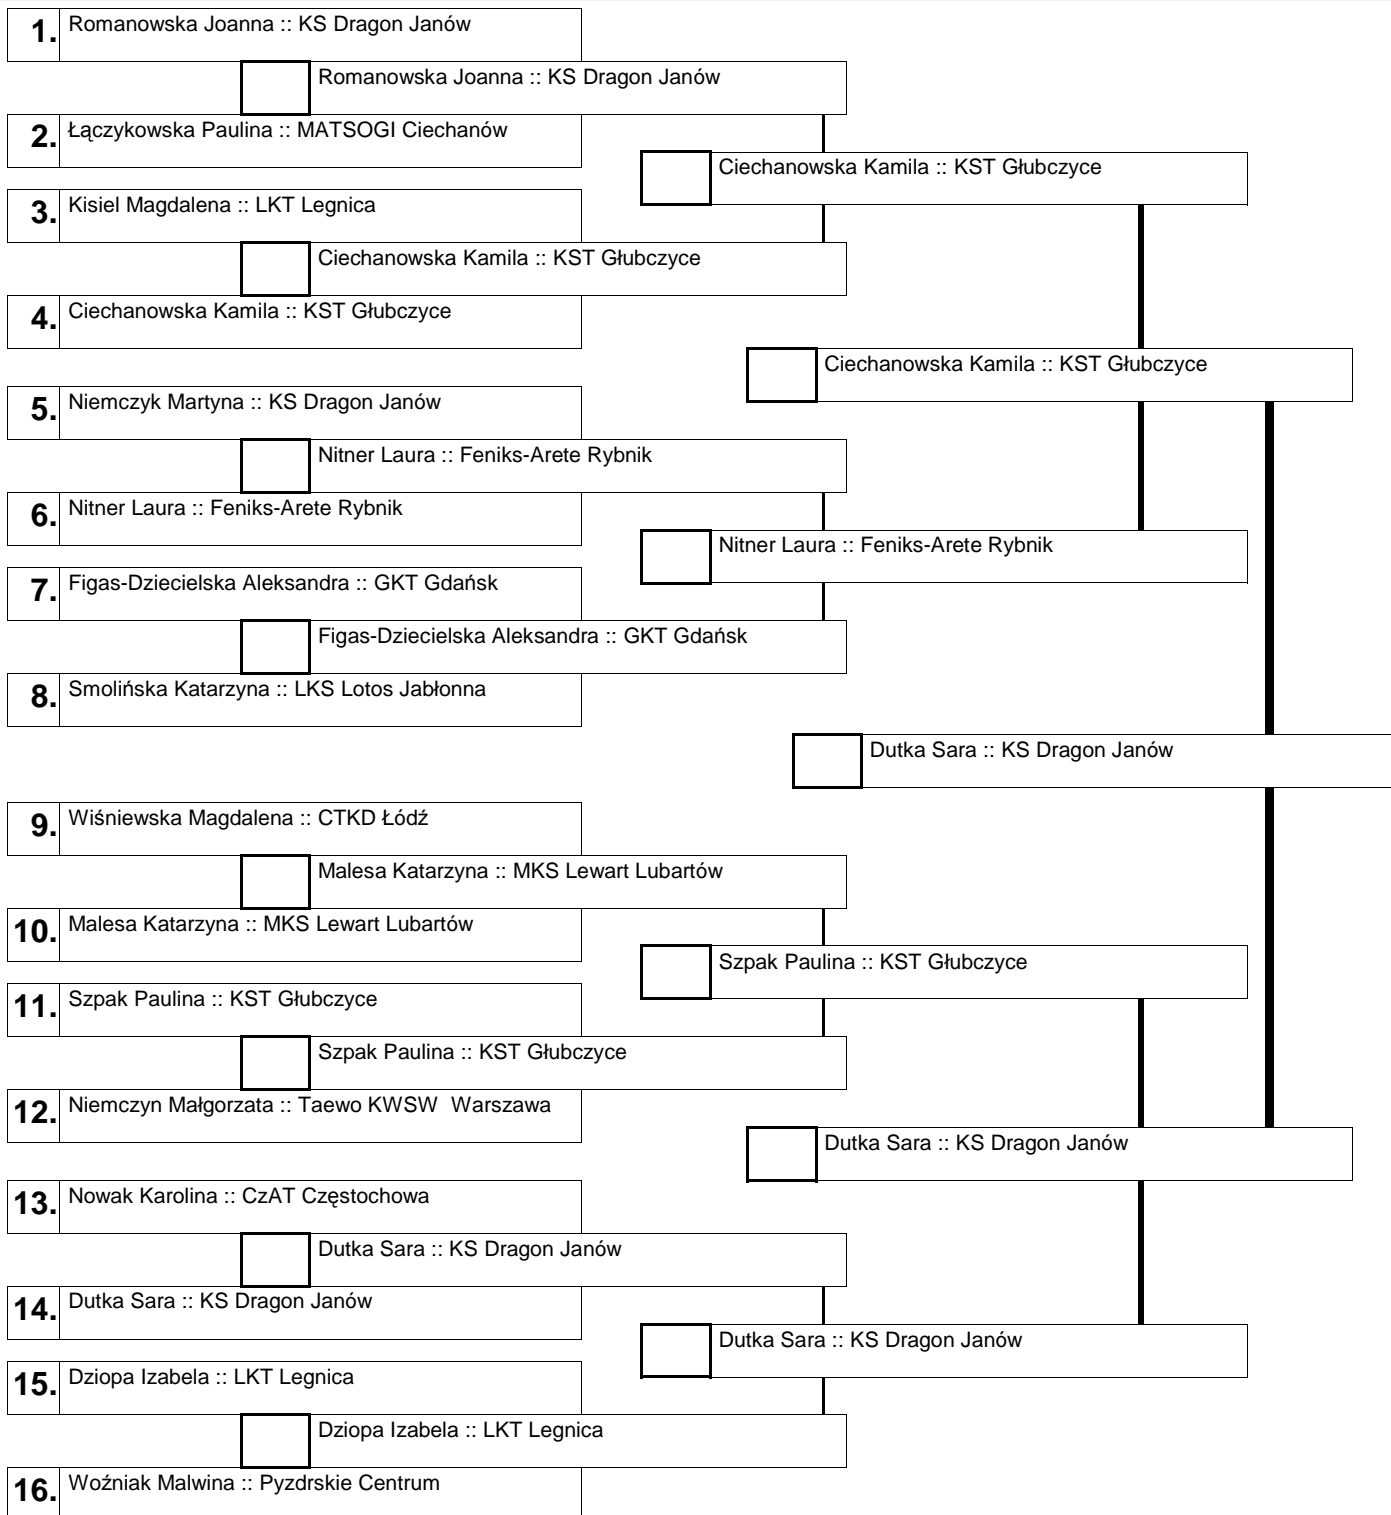 1. Romanowska Joanna :: KS Dragon Janów
Romanowska Joanna :: KS Dragon Janów
2. Łączykowska Paulina :: MATSOGI Ciechanów
Ciechanowska Kamila :: KST Głubczyce
3. Kisiel Magdalena :: LKT Legnica
Ciechanowska Kamila :: KST Głubczyce
4. Ciechanowska Kamila :: KST Głubczyce
Ciechanowska Kamila :: KST Głubczyce
5. Niemczyk Martyna :: KS Dragon Janów
Nitner Laura :: Feniks-Arete Rybnik
6. Nitner Laura :: Feniks-Arete Rybnik
Nitner Laura :: Feniks-Arete Rybnik
7. Figas-Dziecielska Aleksandra :: GKT Gdańsk
Figas-Dziecielska Aleksandra :: GKT Gdańsk
8. Smolińska Katarzyna :: LKS Lotos Jabłonna
Dutka Sara :: KS Dragon Janów
9. Wiśniewska Magdalena :: CTKD Łódź
Malesa Katarzyna :: MKS Lewart Lubartów
10. Malesa Katarzyna :: MKS Lewart Lubartów
Szpak Paulina :: KST Głubczyce
11. Szpak Paulina :: KST Głubczyce
Szpak Paulina :: KST Głubczyce
12. Niemczyn Małgorzata :: Taewo KWSW Warszawa
Dutka Sara :: KS Dragon Janów
13. Nowak Karolina :: CzAT Częstochowa
Dutka Sara :: KS Dragon Janów
14. Dutka Sara :: KS Dragon Janów
Dutka Sara :: KS Dragon Janów
15. Dziopa Izabela :: LKT Legnica
Dziopa Izabela :: LKT Legnica
16. Woźniak Malwina :: Pyzdrskie Centrum